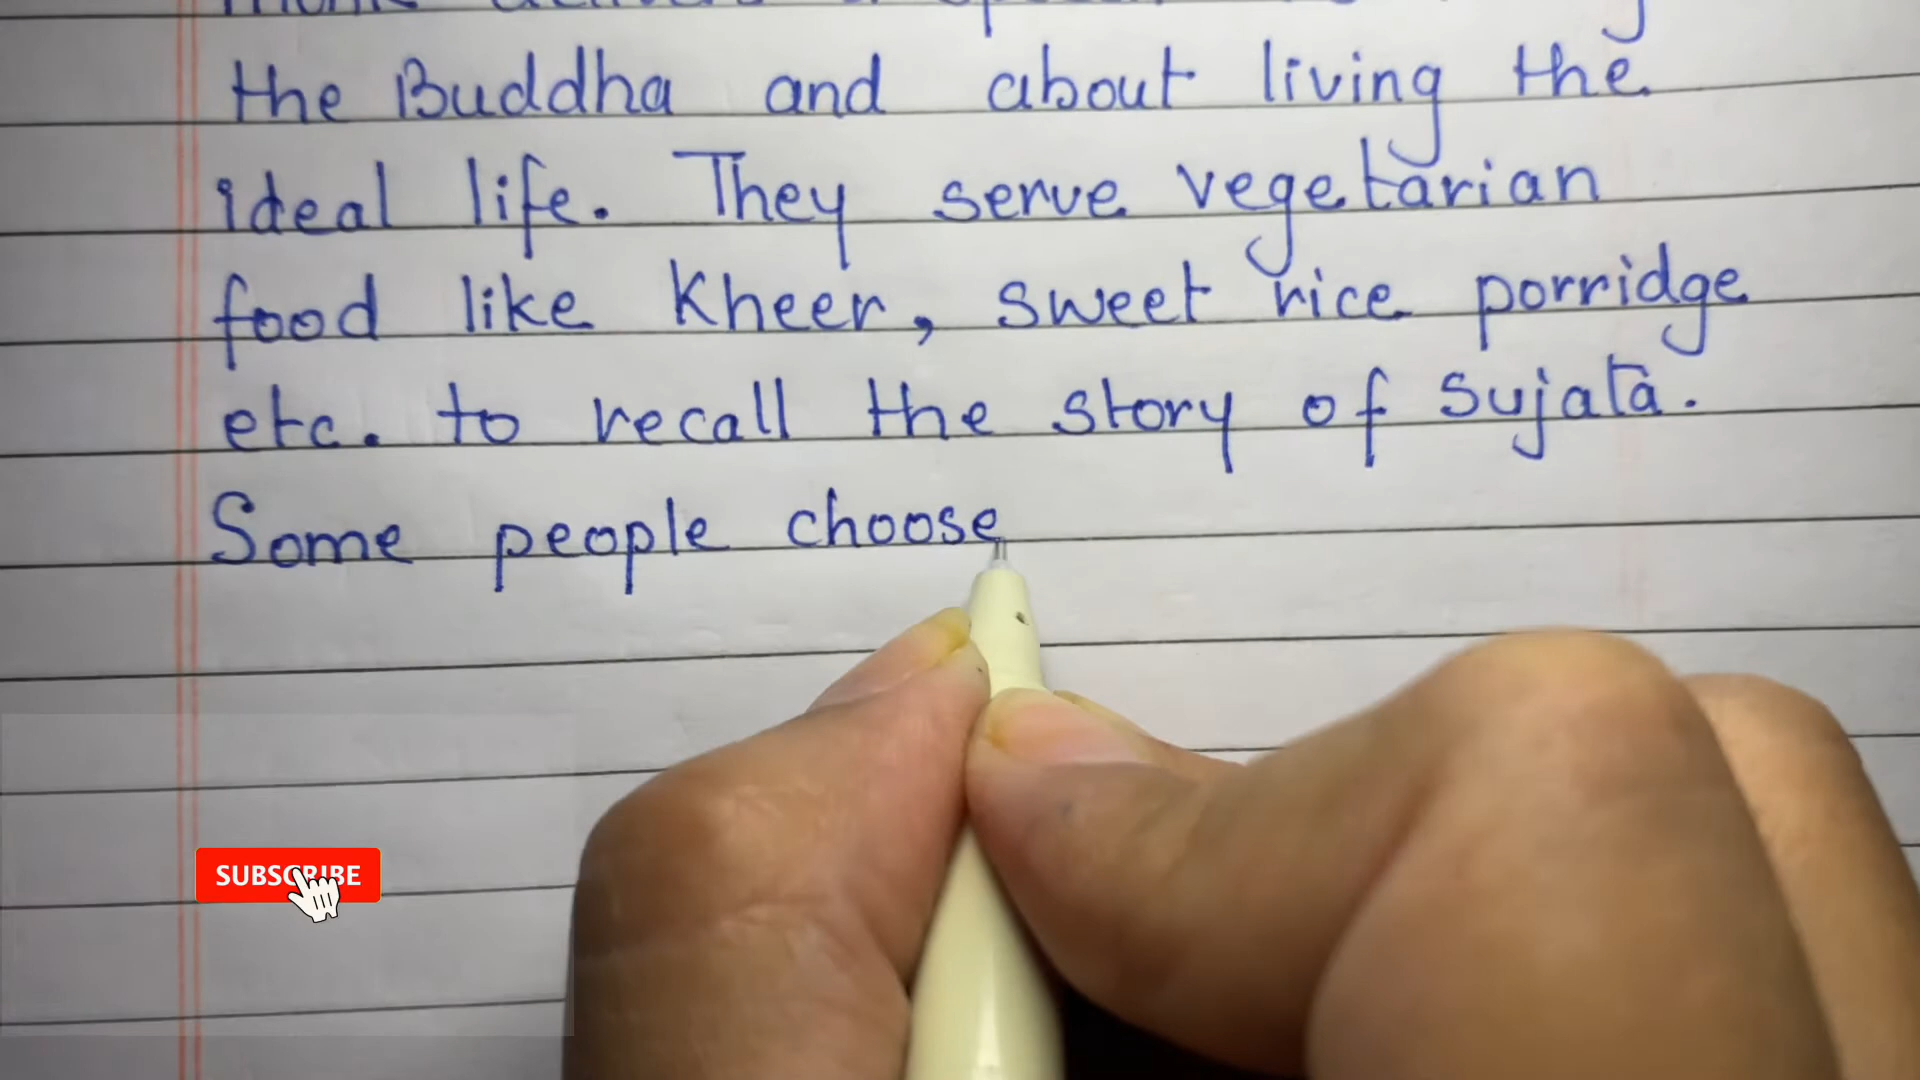 the Buddha and about living the
ideal life. They serve vegetarian
food like Kheer, sweet rice porridge
etc. to recall the story of Sujata.
Some people choose
SUBSCRIBE